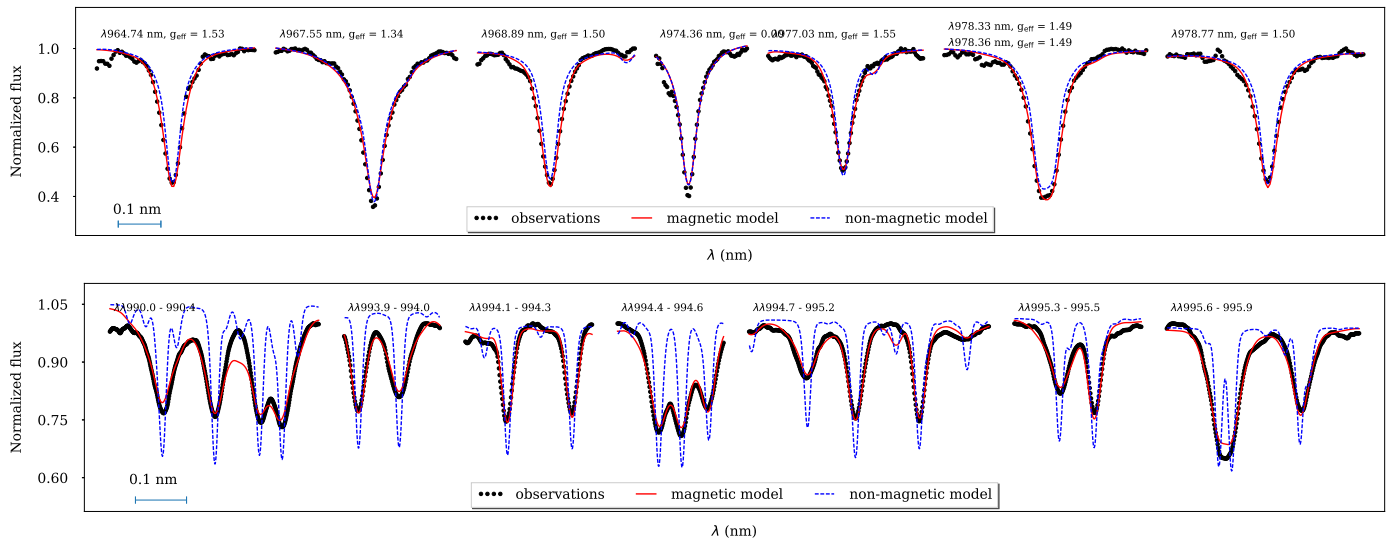 λ964.74 nm, g_eff = 1.53
λ967.55 nm, g_eff = 1.34
λ968.89 nm, g_eff = 1.50
λ974.36 nm, g_eff = 0.00
λ977.03 nm, g_eff = 1.55
λ978.33 nm, g_eff = 1.49
λ978.36 nm, g_eff = 1.49
λ978.77 nm, g_eff = 1.50
1.0
0.8
0.6
0.4
Normalized flux
0.1 nm
observations
magnetic model
non-magnetic model
λ (nm)
λλ990.0 - 990.4
λλ993.9 - 994.0
λλ994.1 - 994.3
λλ994.4 - 994.6
λλ994.7 - 995.2
λλ995.3 - 995.5
λλ995.6 - 995.9
1.05
0.90
0.75
0.60
Normalized flux
0.1 nm
observations
magnetic model
non-magnetic model
λ (nm)